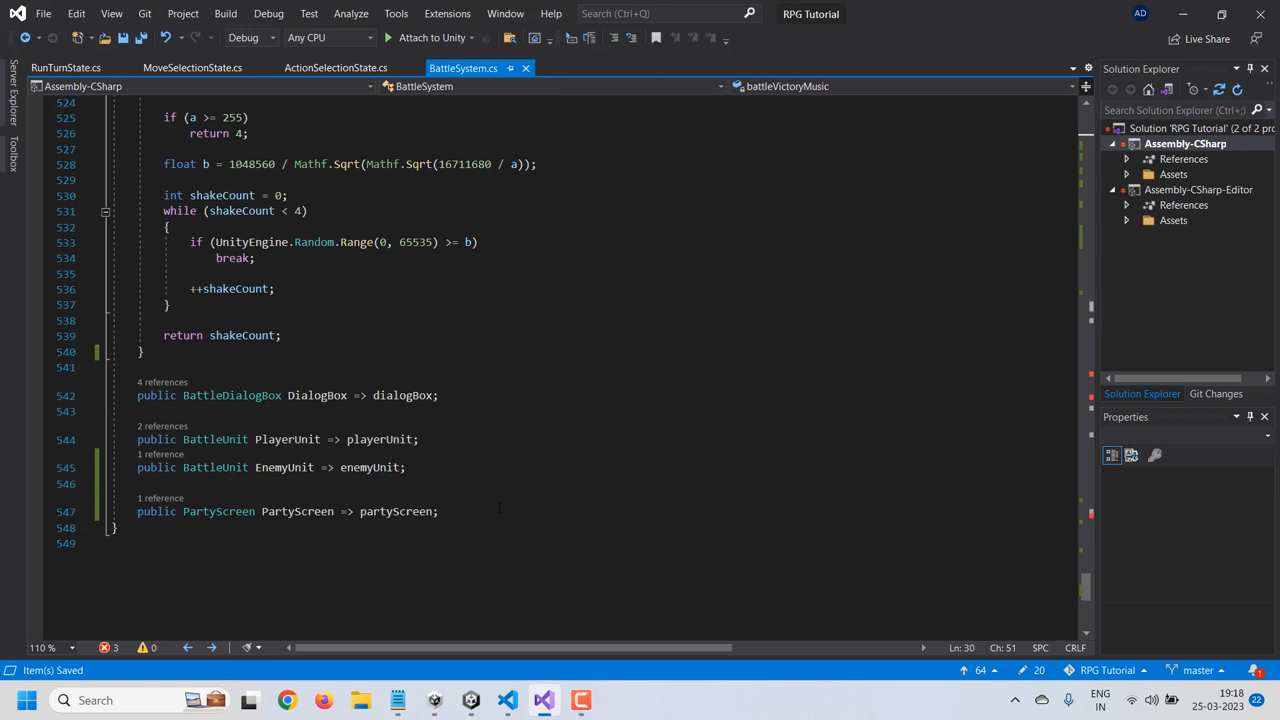 File Edit View Git Project Build Debug Test Analyze Tools Extensions Window Help Search (Ctrl+Q) RPG Tutorial AD
Debug Any CPU Attach to Unity Live Share
RunTurnState.cs MoveSelectionState.cs ActionSelectionState.cs BattleSystem.cs
Assembly-CSharp BattleSystem battleVictoryMusic
Server Explorer
Toolbox
524
525 if (a >= 255)
526 return 4;
527
528 float b = 1048560 / Mathf.Sqrt(Mathf.Sqrt(16711680 / a));
529
530 int shakeCount = 0;
531 while (shakeCount < 4)
532 {
533 if (UnityEngine.Random.Range(0, 65535) >= b)
534 break;
535
536 ++shakeCount;
537 }
538
539 return shakeCount;
540 }
541
4 references
542 public BattleDialogBox DialogBox => dialogBox;
543
2 references
544 public BattleUnit PlayerUnit => playerUnit;
1 reference
545 public BattleUnit EnemyUnit => enemyUnit;
546
1 reference
547 public PartyScreen PartyScreen => partyScreen;
548 }
549
110 % 3 0 Ln: 30 Ch: 51 SPC CRLF
Solution Explorer
Search Solution Explorer (Ctrl+;)
Solution 'RPG Tutorial' (2 of 2 pro
Assembly-CSharp
References
Assets
Assembly-CSharp-Editor
References
Assets
Solution Explorer Git Changes
Properties
Item(s) Saved 64 20 RPG Tutorial master 1
Search ENG IN 19:18 25-03-2023 22